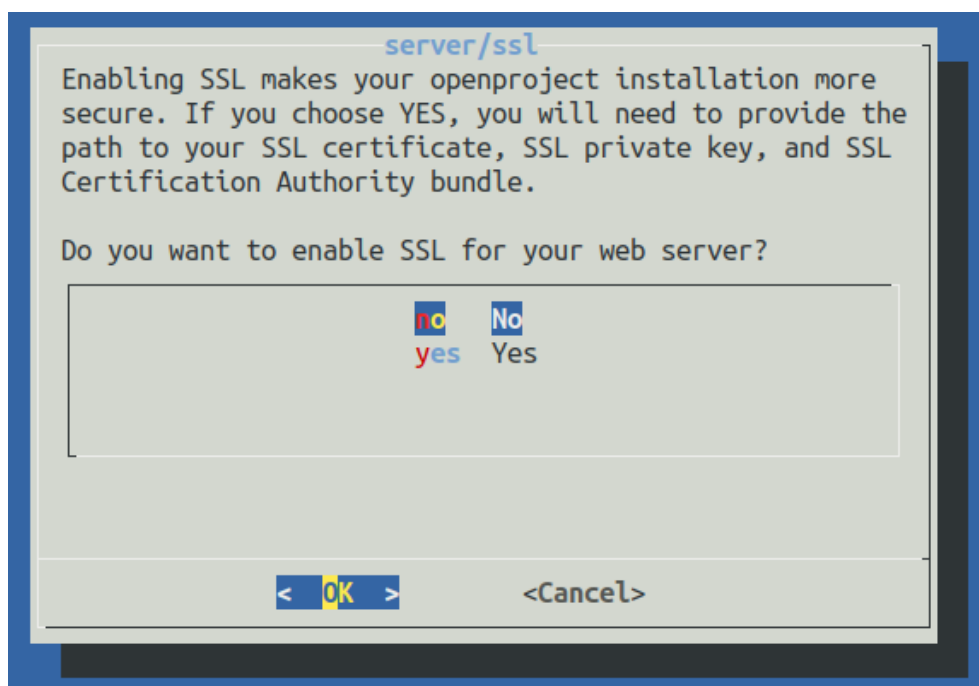 server/ssl
Enabling SSL makes your openproject installation more
secure. If you choose YES, you will need to provide the
path to your SSL certificate, SSL private key, and SSL
Certification Authority bundle.
Do you want to enable SSL for your web server?
no No
yes Yes
< OK > <Cancel>